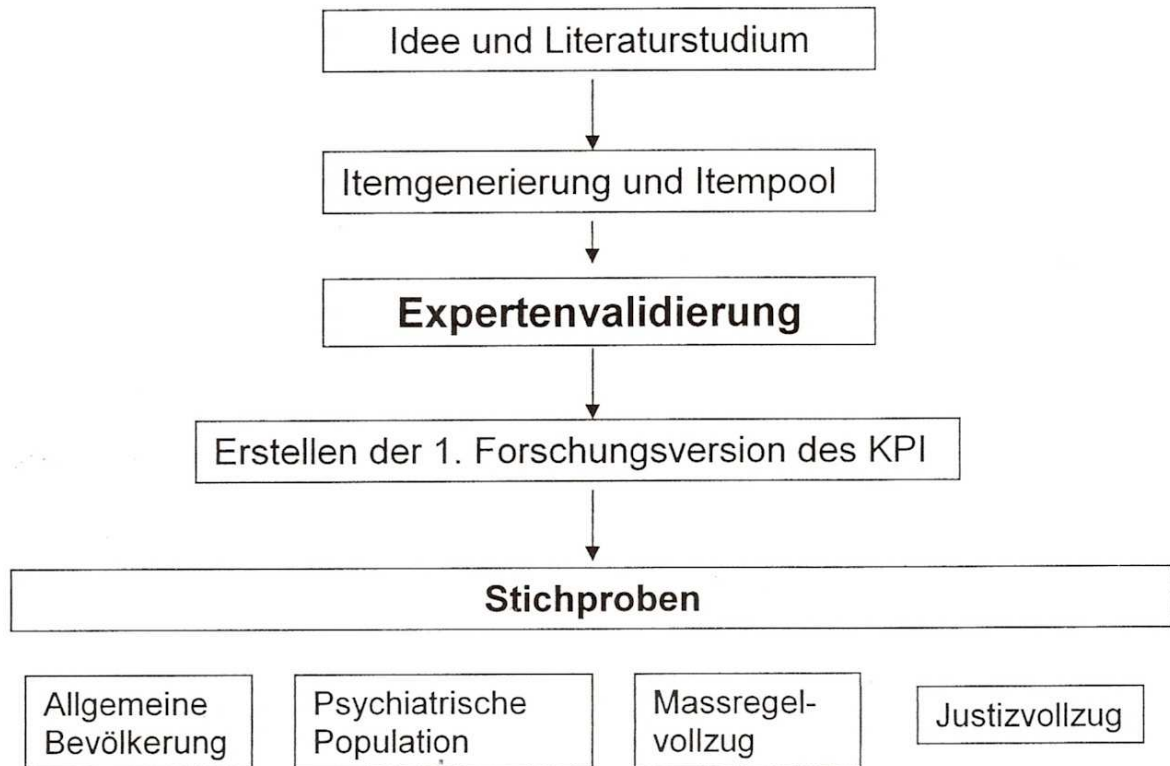 Idee und Literaturstudium
Itemgenerierung und Itempool
Expertenvalidierung
Erstellen der 1. Forschungsversion des KPI
Stichproben
Allgemeine
Bevölkerung
Psychiatrische
Population
Massregel-
vollzug
Justizvollzug